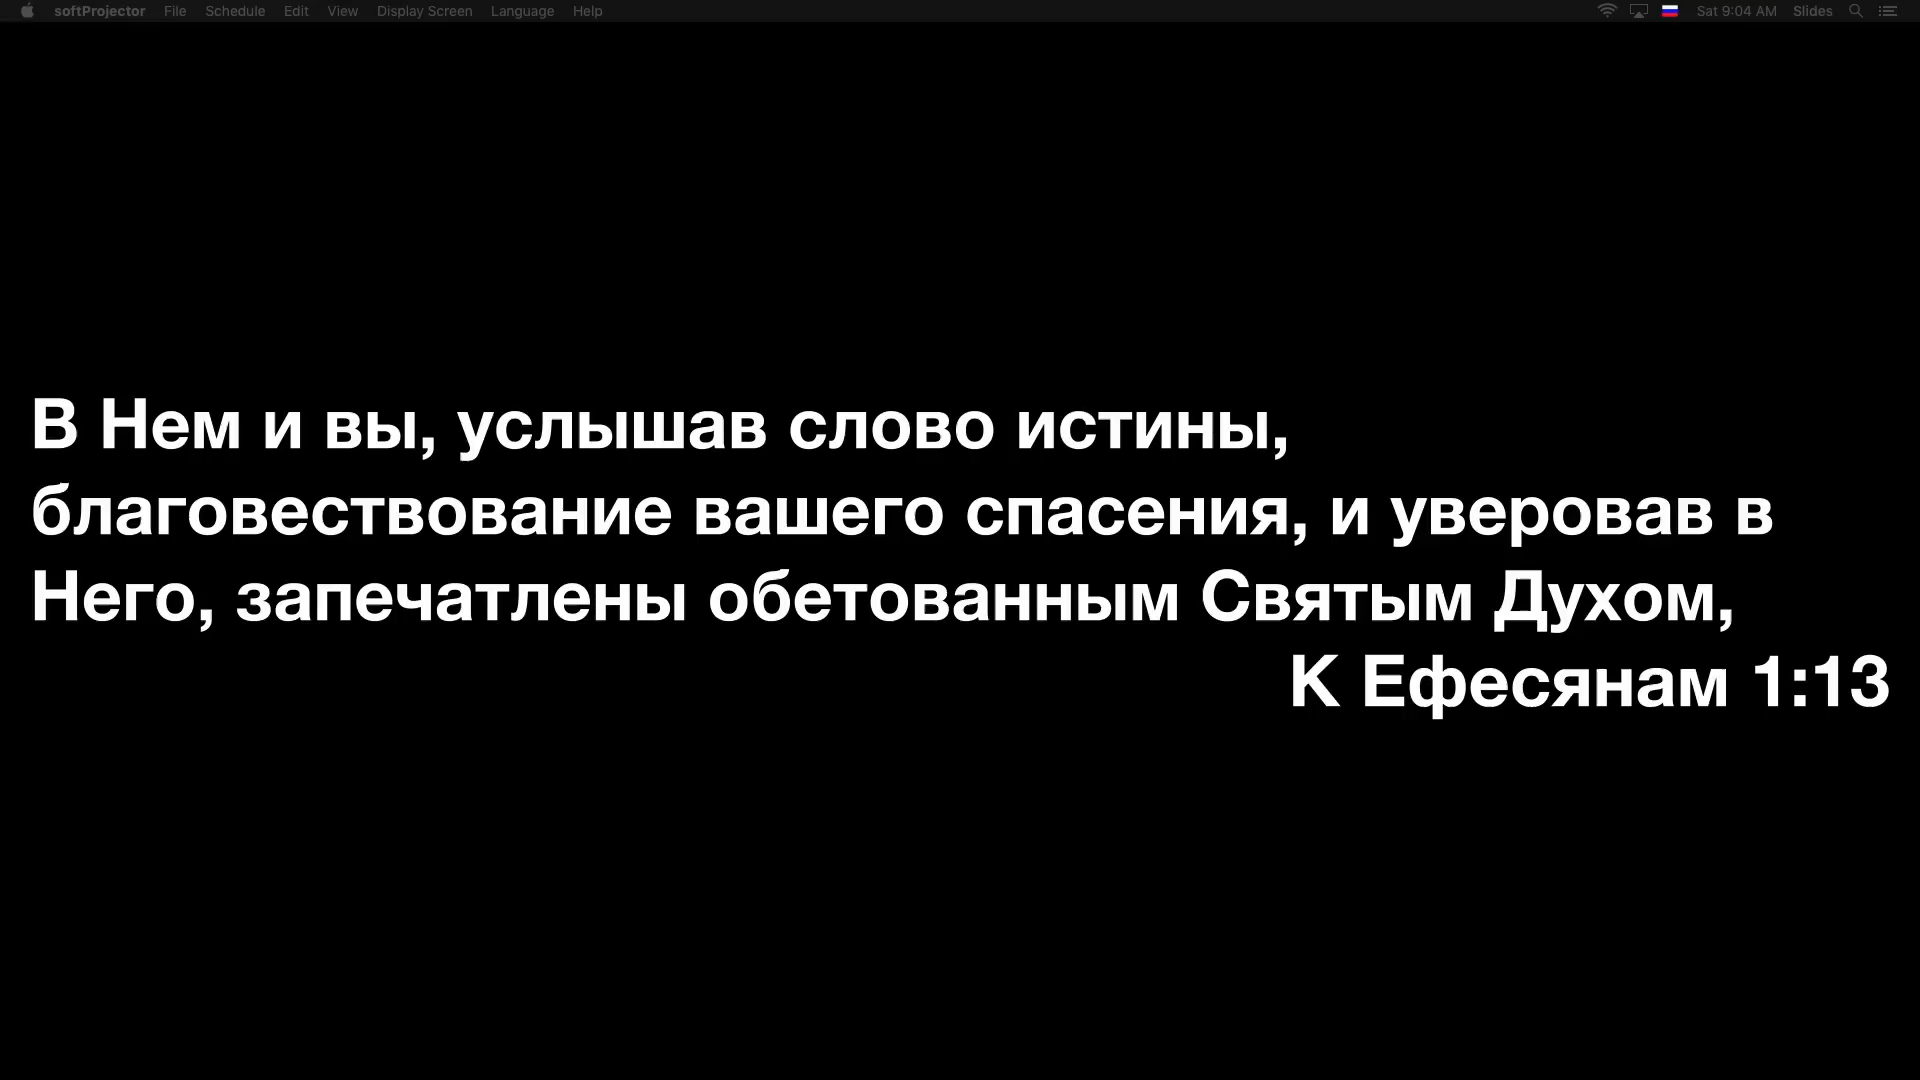 softProjector File Schedule Edit View Display Screen Language Help Sat 9:04 AM Slides
В Нем и вы, услышав слово истины,
благовествование вашего спасения, и уверовав в
Него, запечатлены обетованным Святым Духом,
К Ефесянам 1:13